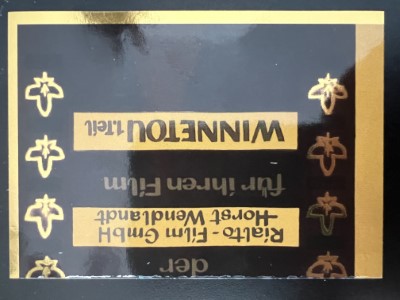 der
Rialto - Film GmbH
Horst Wendlandt
für ihren Film
WINNETOU 1.Teil